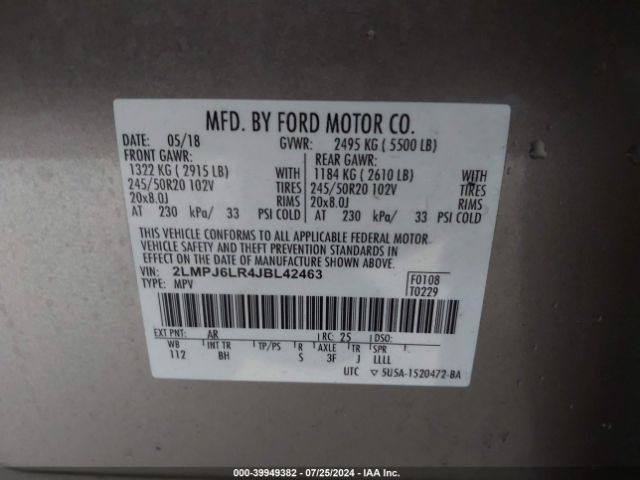 MFD. BY FORD MOTOR CO.
DATE: 05/18 GVWR: 2495 KG ( 5500 LB)
FRONT GAWR: REAR GAWR:
1322 KG ( 2915 LB) WITH 1184 KG ( 2610 LB) WITH
245/50R20 102V TIRES 245/50R20 102V TIRES
20x8.0J RIMS 20x8.0J RIMS
AT 230 kPa/ 33 PSI COLD AT 230 kPa/ 33 PSI COLD
THIS VEHICLE CONFORMS TO ALL APPLICABLE FEDERAL MOTOR
VEHICLE SAFETY AND THEFT PREVENTION STANDARDS IN
EFFECT ON THE DATE OF MANUFACTURE SHOWN ABOVE.
VIN: 2LMPJ6LR4JBL42463 F0108
TYPE: MPV T0229
EXT PNT: AR RC: 25 DSO:
WB INT TR TP/PS R AXLE TR SPR
112 BH S 3F J LLLL
UTC ▽ 5U5A-1520472-BA
000-39949382 - 07/25/2024 - IAAI.COM